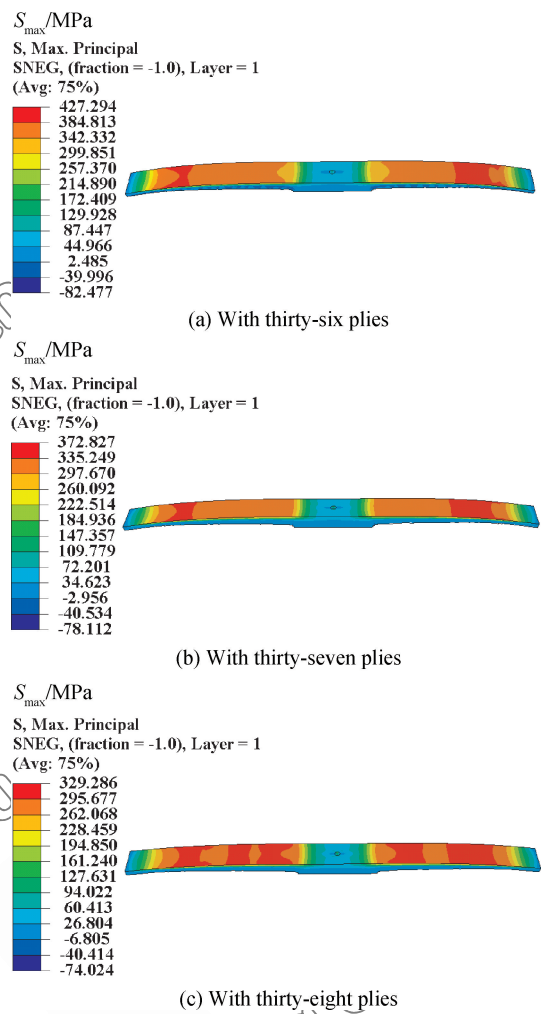 Smax/MPa
S, Max. Principal
SNEG, (fraction = -1.0), Layer = 1
(Avg: 75%)
427.294
384.813
342.332
299.851
257.370
214.890
172.409
129.928
87.447
44.966
2.485
-39.996
-82.477
(a) With thirty-six plies
Smax/MPa
S, Max. Principal
SNEG, (fraction = -1.0), Layer = 1
(Avg: 75%)
372.827
335.249
297.670
260.092
222.514
184.936
147.357
109.779
72.201
34.623
-2.956
-40.534
-78.112
(b) With thirty-seven plies
Smax/MPa
S, Max. Principal
SNEG, (fraction = -1.0), Layer = 1
(Avg: 75%)
329.286
295.677
262.068
228.459
194.850
161.240
127.631
94.022
60.413
26.804
-6.805
-40.414
-74.024
(c) With thirty-eight plies